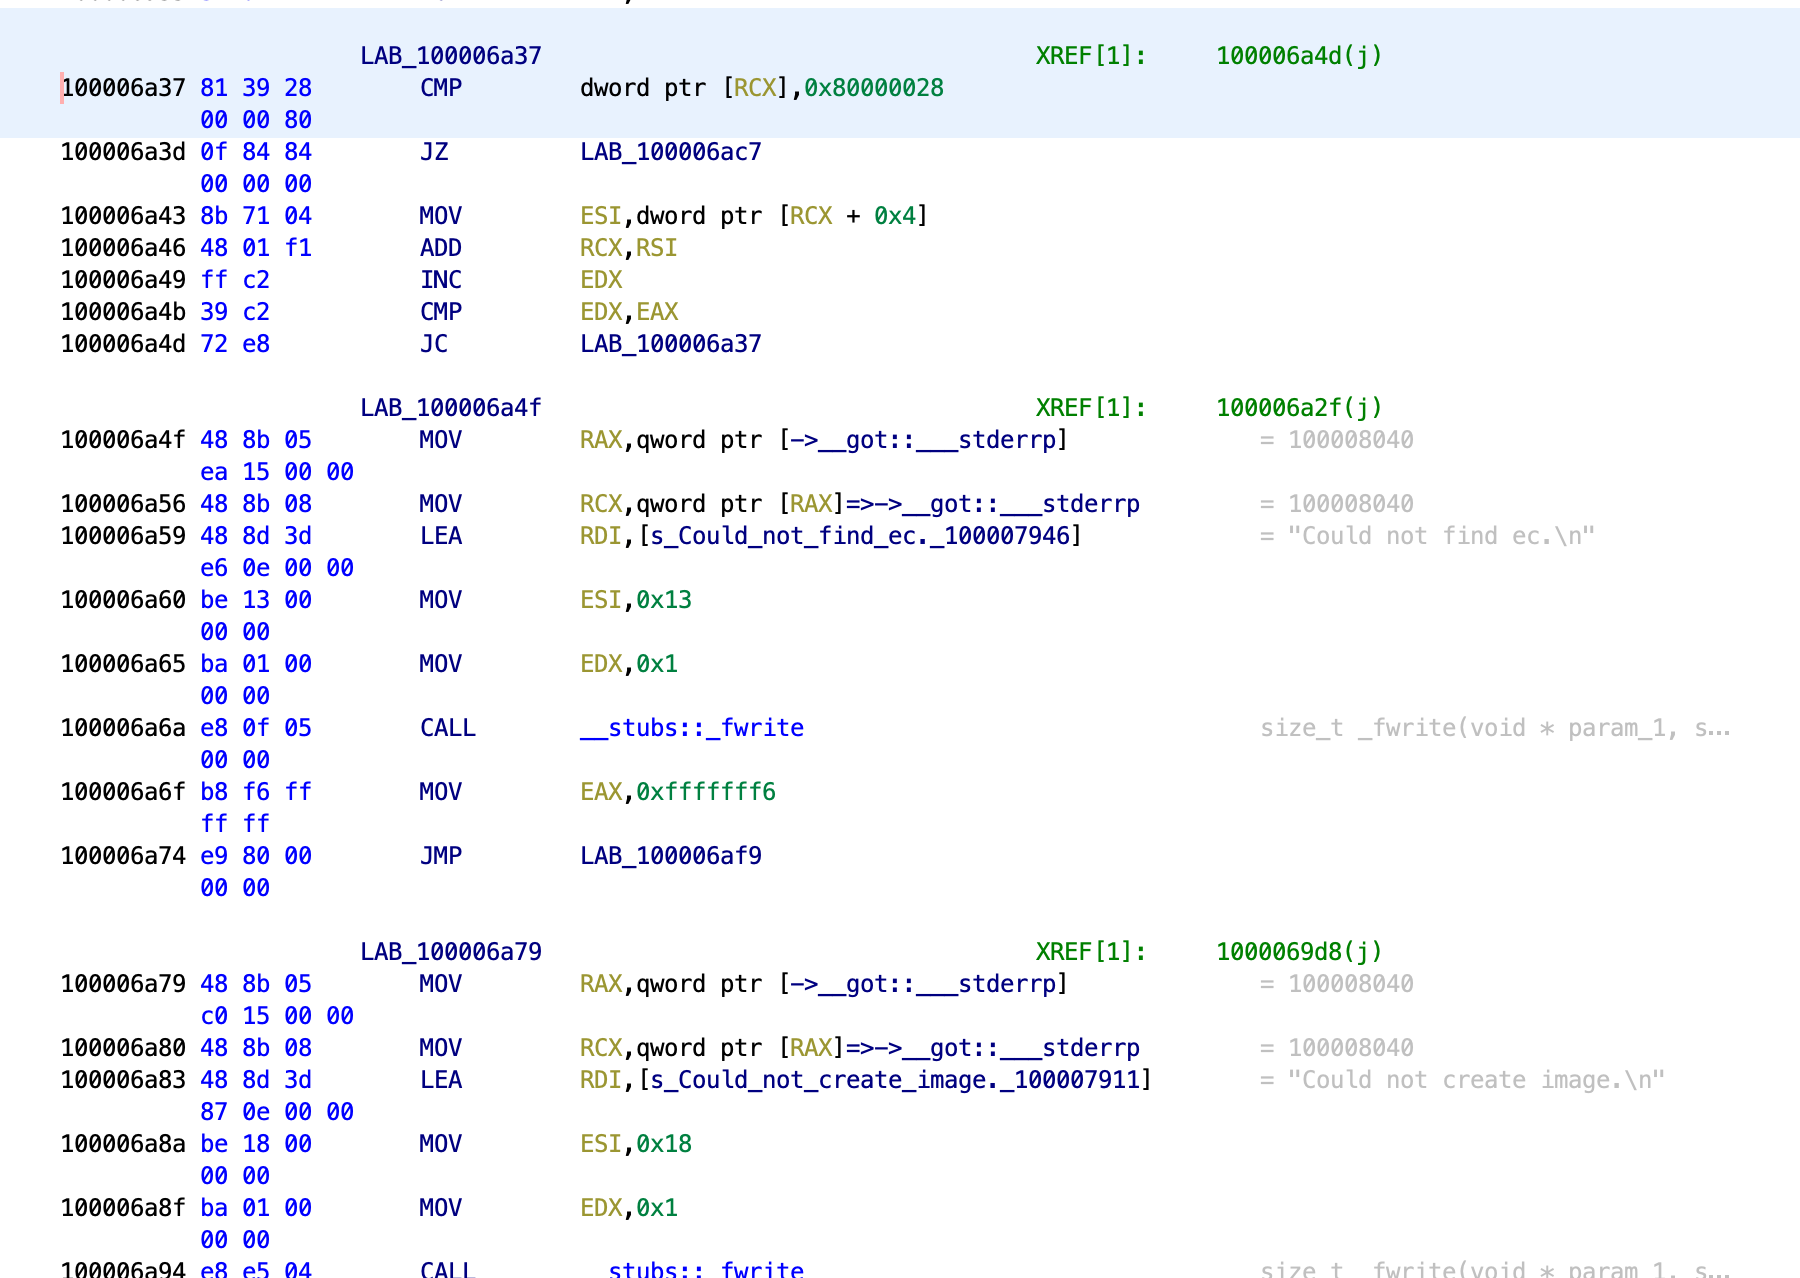 LAB_100006a37 XREF[1]: 100006a4d(j)
100006a37 81 39 28 CMP dword ptr [RCX],0x80000028
00 00 80
100006a3d 0f 84 84 JZ LAB_100006ac7
00 00 00
100006a43 8b 71 04 MOV ESI,dword ptr [RCX + 0x4]
100006a46 48 01 f1 ADD RCX,RSI
100006a49 ff c2 INC EDX
100006a4b 39 c2 CMP EDX,EAX
100006a4d 72 e8 JC LAB_100006a37
LAB_100006a4f XREF[1]: 100006a2f(j)
100006a4f 48 8b 05 MOV RAX,qword ptr [->__got::___stderrp] = 100008040
ea 15 00 00
100006a56 48 8b 08 MOV RCX,qword ptr [RAX]=>->__got::___stderrp = 100008040
100006a59 48 8d 3d LEA RDI,[s_Could_not_find_ec._100007946] = "Could not find ec.\n"
e6 0e 00 00
100006a60 be 13 00 MOV ESI,0x13
00 00
100006a65 ba 01 00 MOV EDX,0x1
00 00
100006a6a e8 0f 05 CALL __stubs::_fwrite size_t _fwrite(void * param_1, s...
00 00
100006a6f b8 f6 ff MOV EAX,0xfffffff6
ff ff
100006a74 e9 80 00 JMP LAB_100006af9
00 00
LAB_100006a79 XREF[1]: 1000069d8(j)
100006a79 48 8b 05 MOV RAX,qword ptr [->__got::___stderrp] = 100008040
c0 15 00 00
100006a80 48 8b 08 MOV RCX,qword ptr [RAX]=>->__got::___stderrp = 100008040
100006a83 48 8d 3d LEA RDI,[s_Could_not_create_image._100007911] = "Could not create image.\n"
87 0e 00 00
100006a8a be 18 00 MOV ESI,0x18
00 00
100006a8f ba 01 00 MOV EDX,0x1
00 00
100006a94 e8 e5 04 CALL __stubs::_fwrite size_t _fwrite(void * param_1, s...